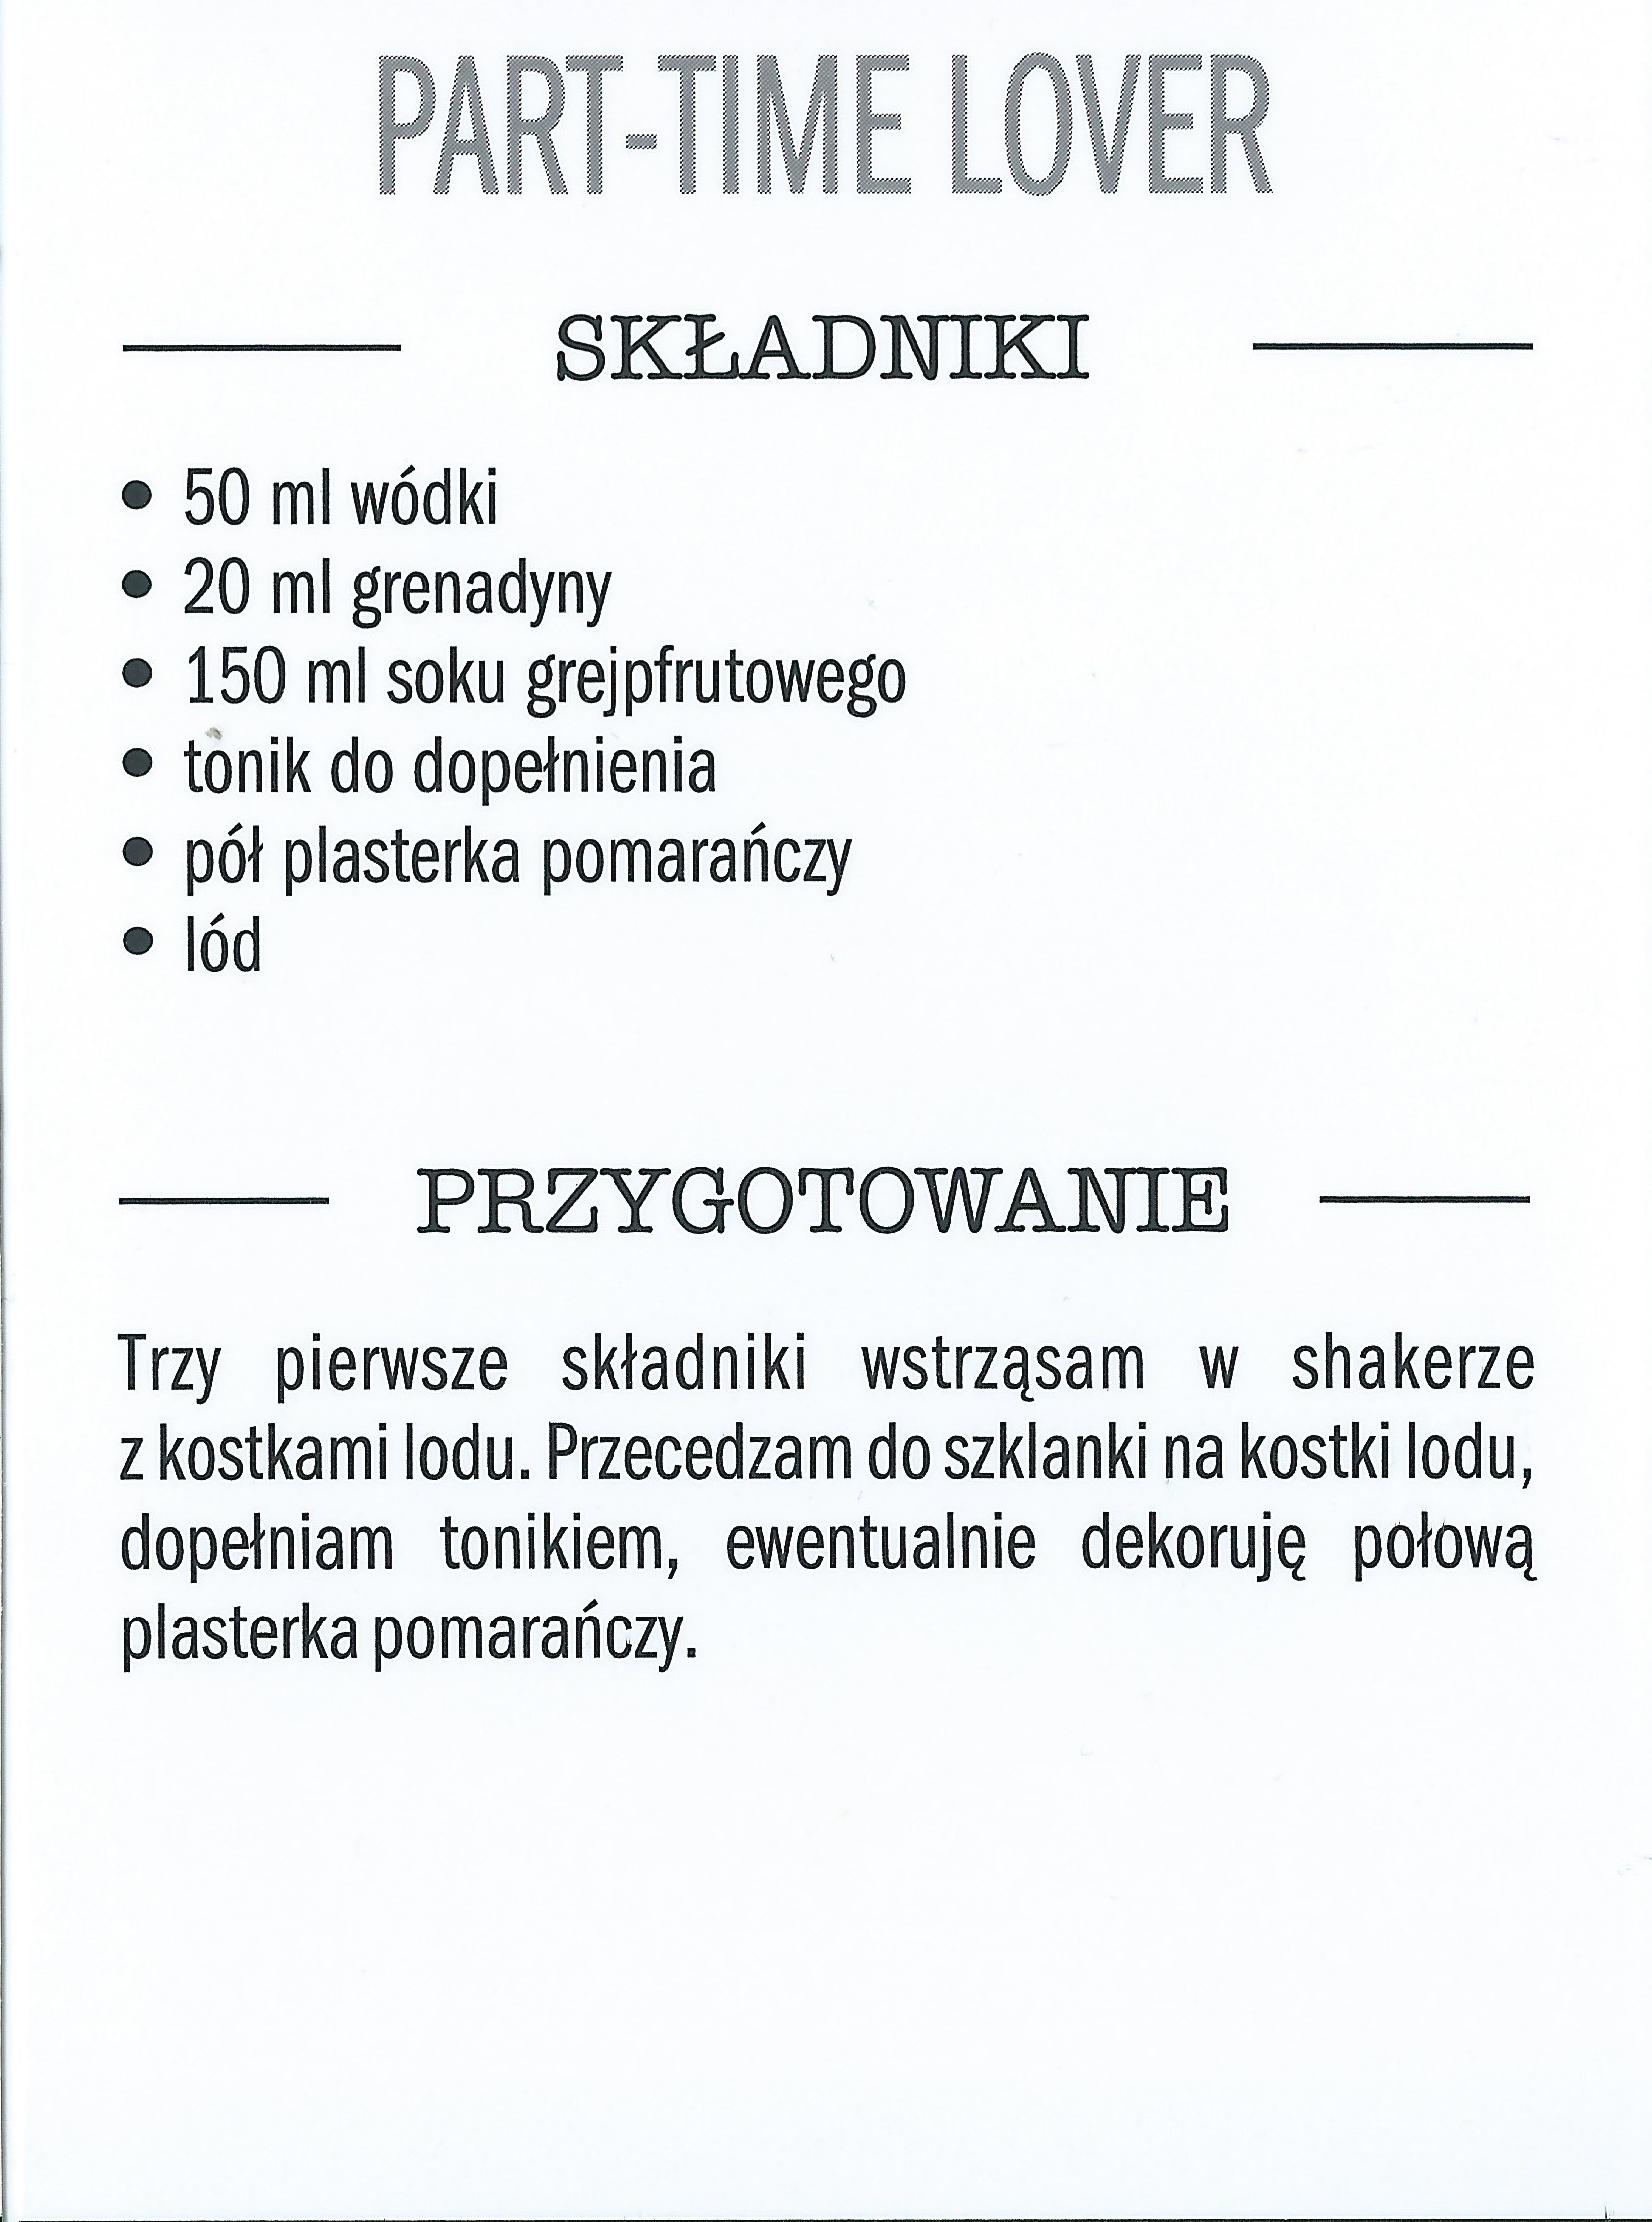 PART-TIME LOVER
SKŁADNIKI
• 50 ml wódki
• 20 ml grenadyny
• 150 ml soku grejpfrutowego
• tonik do dopełnienia
• pół plasterka pomarańczy
• lód
PRZYGOTOWANIE
Trzy pierwsze składniki wstrząsam w shakerze
z kostkami lodu. Przecedzam do szklanki na kostki lodu,
dopełniam tonikiem, ewentualnie dekoruję połową
plasterka pomarańczy.